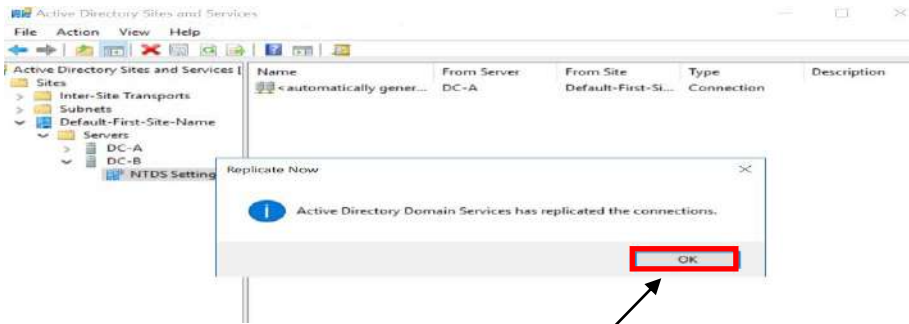 Active Directory Sites and Services
File Action View Help
Active Directory Sites and Services [
Sites
Inter-Site Transports
Subnets
Default-First-Site-Name
Servers
DC-A
DC-B
NTDS Setting
Name From Server From Site Type Description
<automatically gener... DC-A Default-First-Si... Connection
Replicate Now
Active Directory Domain Services has replicated the connections.
OK